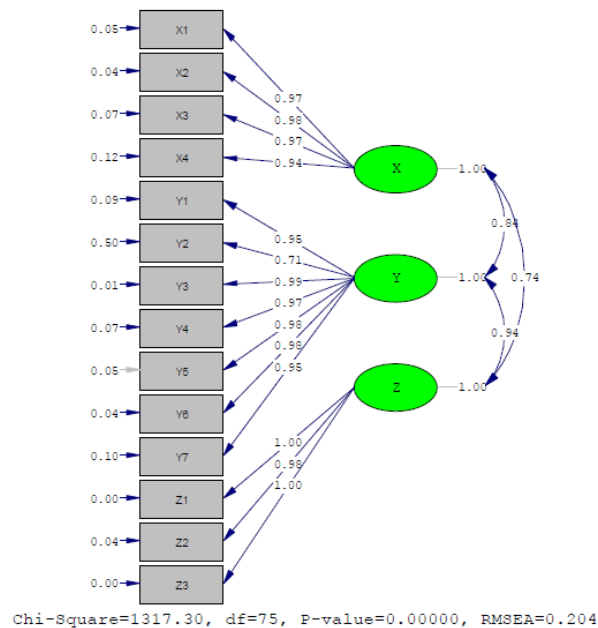 0.05 X1
0.04 X2
0.07 X3
0.12 X4
0.09 Y1
0.50 Y2
0.01 Y3
0.07 Y4
0.05 Y5
0.04 Y6
0.10 Y7
0.00 Z1
0.04 Z2
0.00 Z3
0.97
0.98
0.97
0.94
0.95
0.71
0.99
0.97
0.98
0.98
0.95
1.00
0.98
1.00
X 1.00
Y 1.00
Z 1.00
0.84
0.74
0.94
Chi-Square=1317.30, df=75, P-value=0.00000, RMSEA=0.204